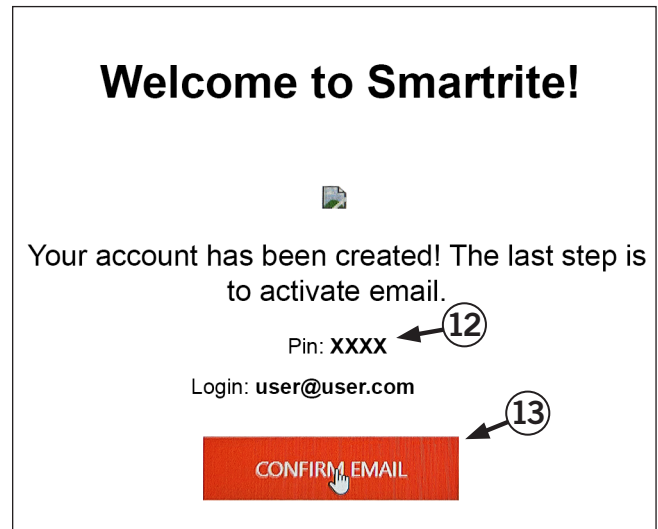 Welcome to Smartrite!
Your account has been created! The last step is
to activate email.
12
Pin: XXXX
Login: user@user.com
13
CONFIRM EMAIL